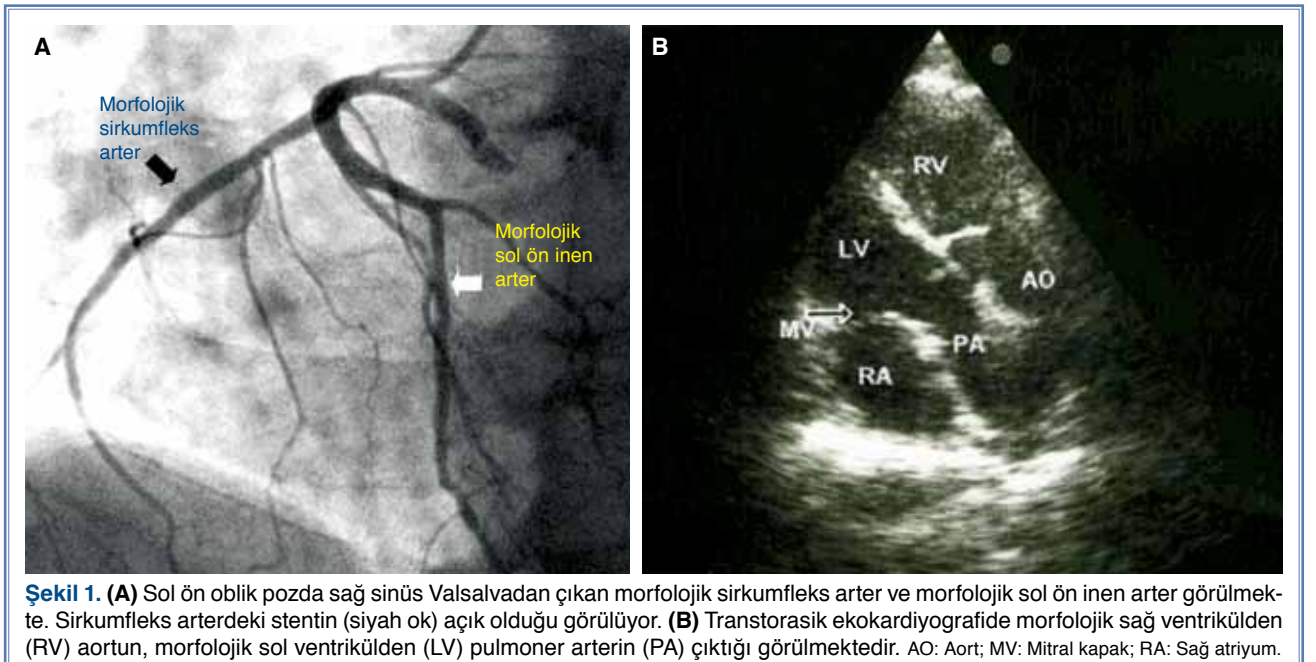 A
Morfolojik
sirkumfleks
arter
Morfolojik
sol ön inen
arter
B
RV
LV
AO
MV
PA
RA
Şekil 1. (A) Sol ön oblik pozda sağ sinüs Valsalvadan çıkan morfolojik sirkumfleks arter ve morfolojik sol ön inen arter görülmek-
te. Sirkumfleks arterdeki stentin (siyah ok) açık olduğu görülüyor. (B) Transtorasik ekokardiyografide morfolojik sağ ventrikülden
(RV) aortun, morfolojik sol ventrikülden (LV) pulmoner arterin (PA) çıktığı görülmektedir. AO: Aort; MV: Mitral kapak; RA: Sağ atriyum.